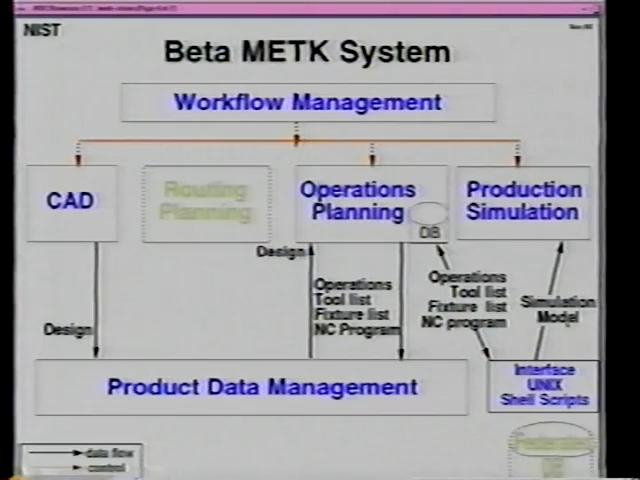 NIST
Beta METK System
Workflow Management
CAD
Routing
Planning
Operations
Planning
DB
Production
Simulation
Design
Operations
Tool list
Fixture list
NC Program
Operations
Tool list
Fixture list
NC program
Simulation
Model
Design
Product Data Management
Interface
UNIX
Shell Scripts
data flow
control
DB